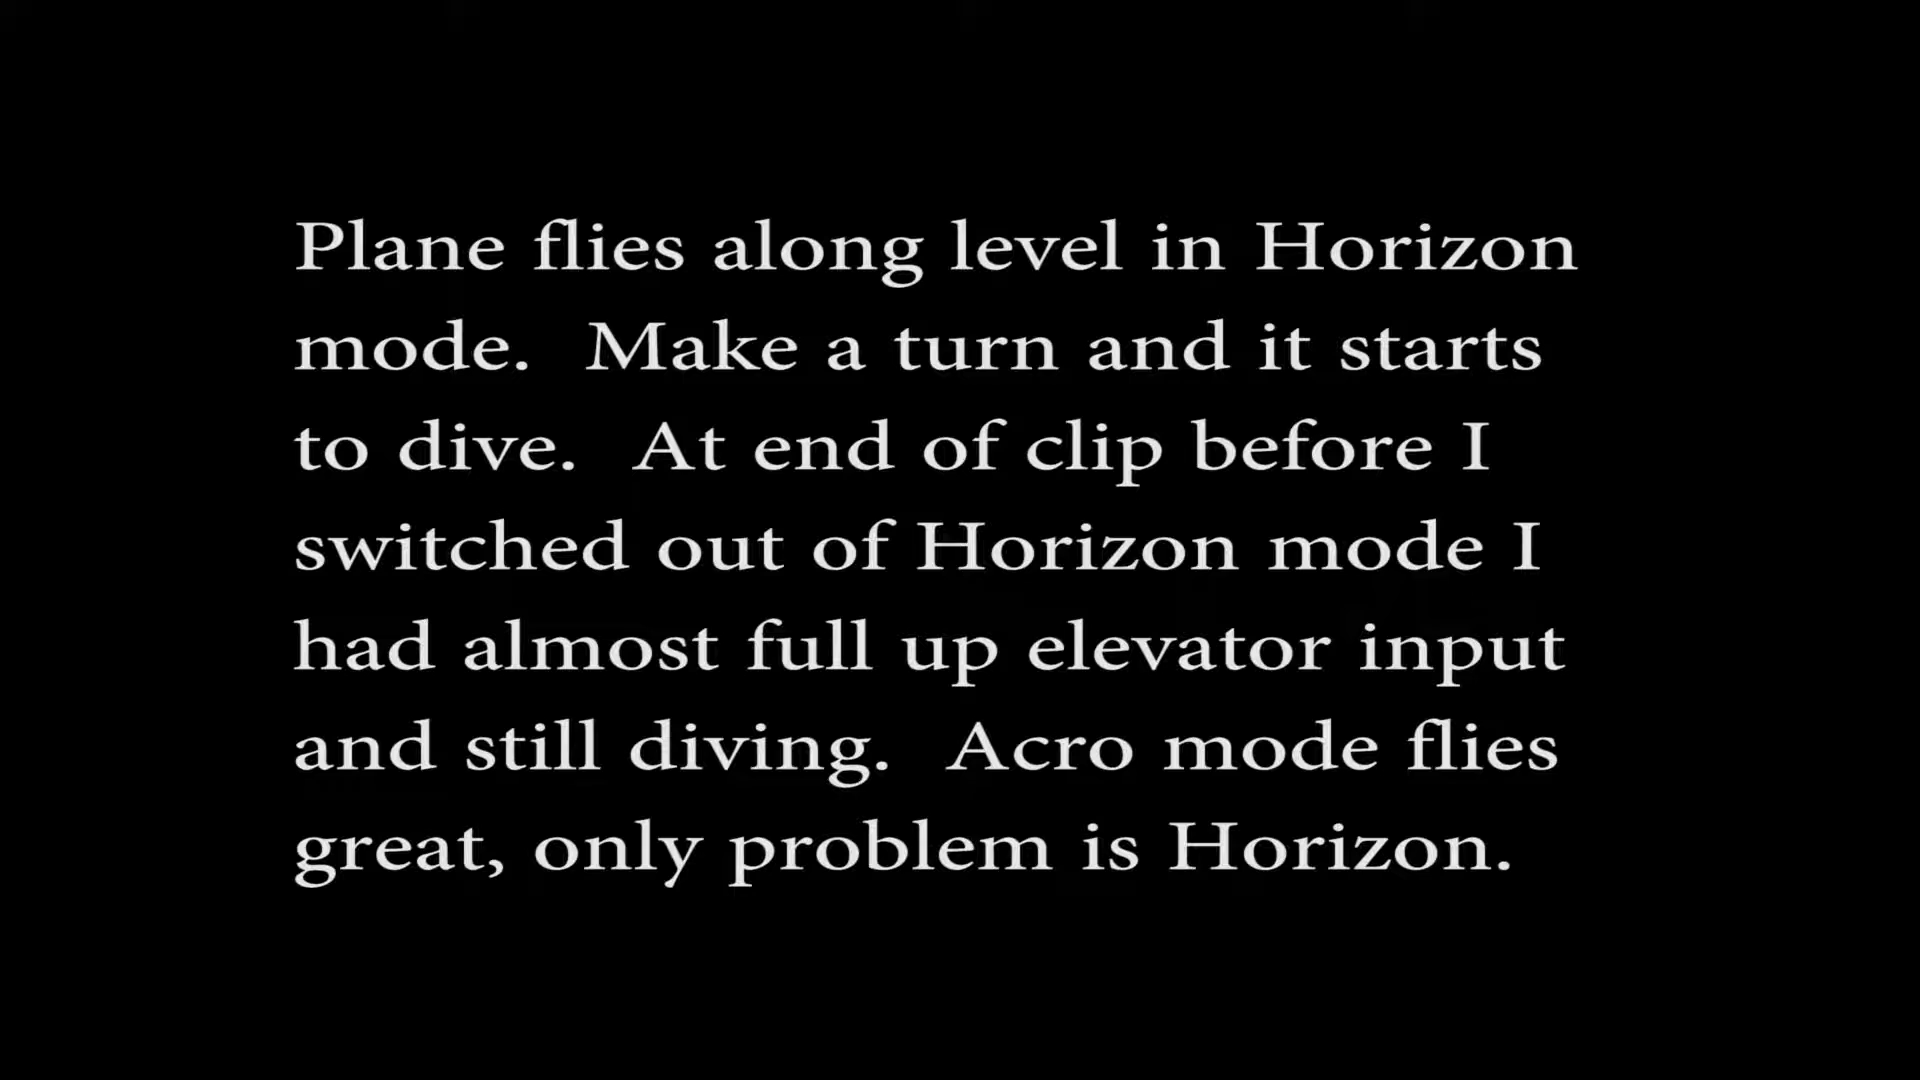 Plane flies along level in Horizon
mode.  Make a turn and it starts
to dive.  At end of clip before I
switched out of Horizon mode I
had almost full up elevator input
and still diving.  Acro mode flies
great, only problem is Horizon.